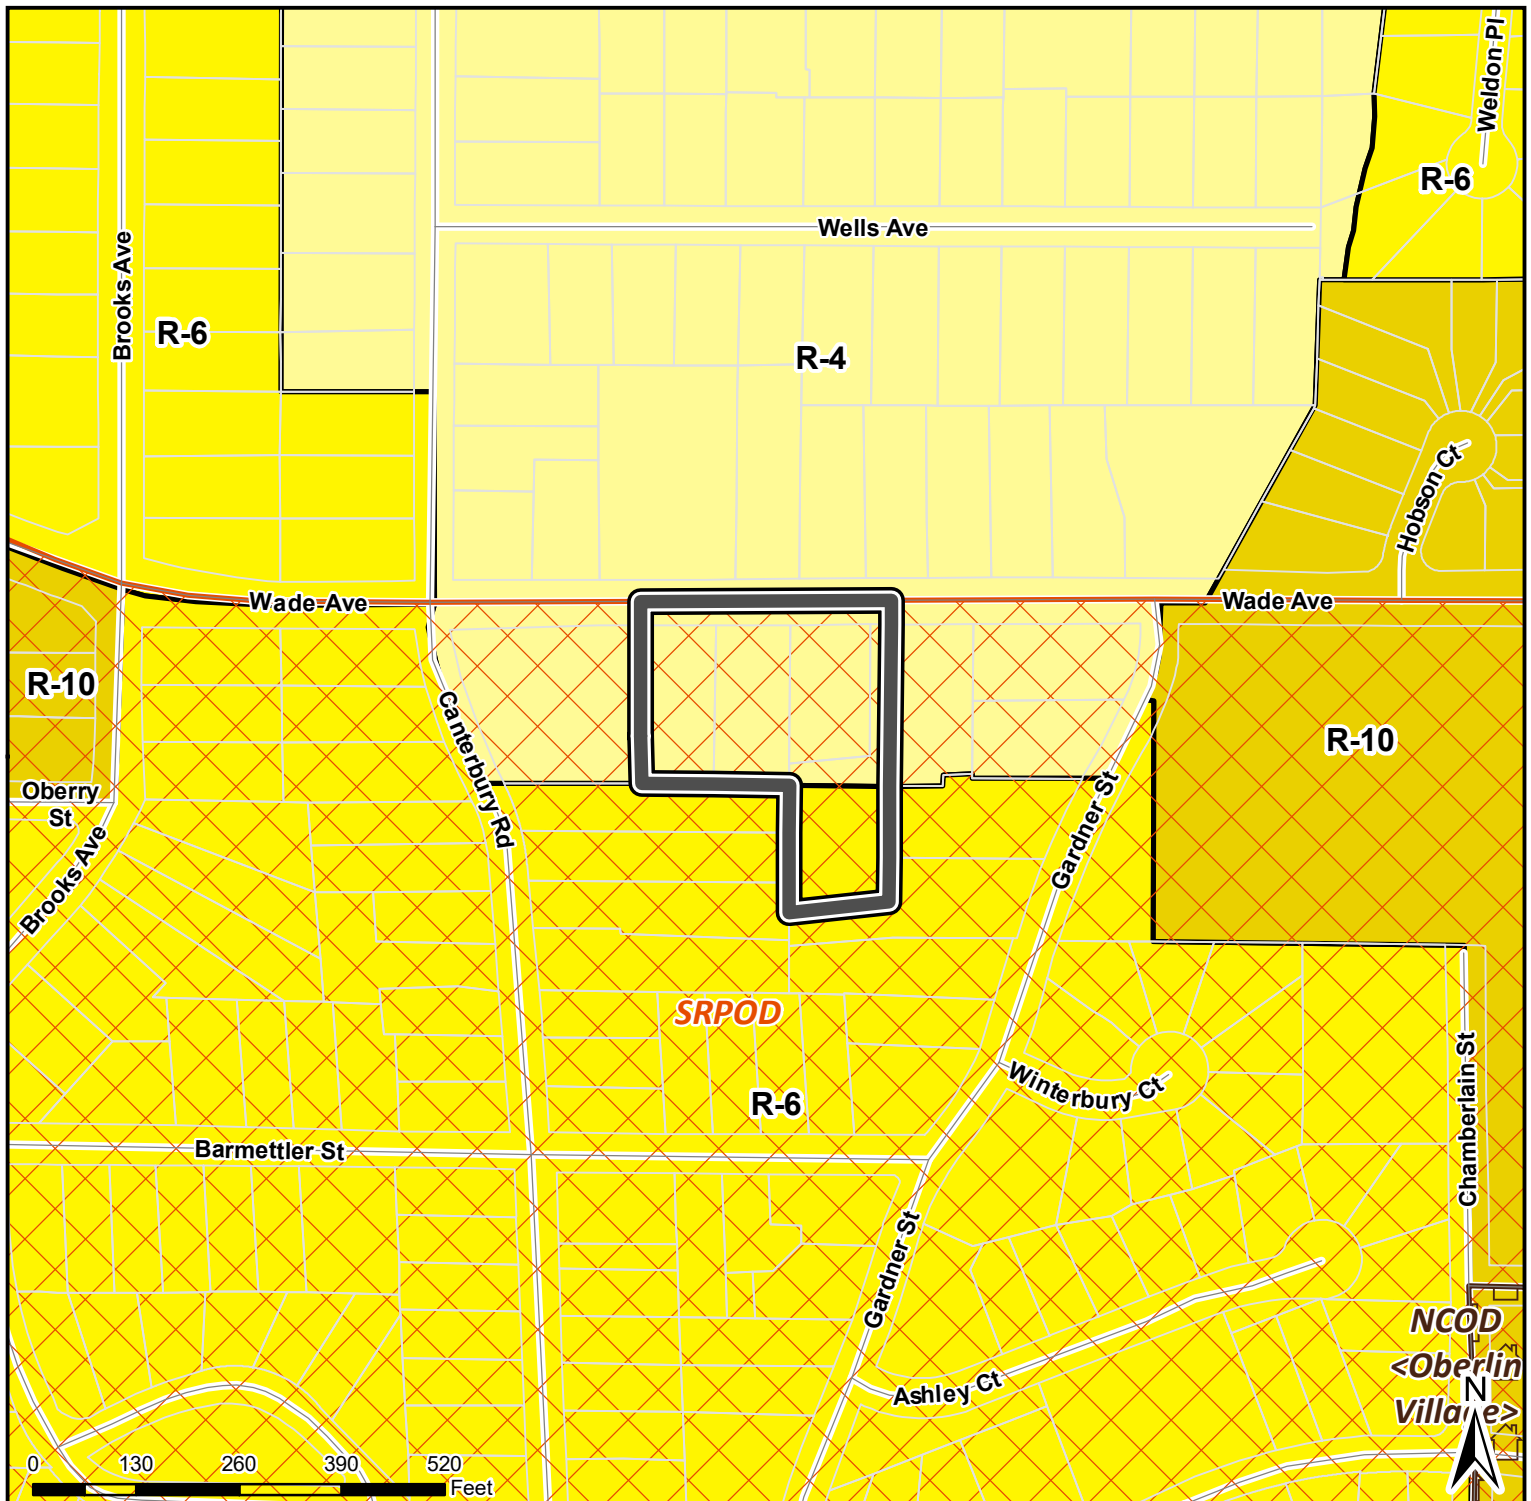 Weldon Pl
R-6
Wells Ave
Brooks Ave
R-6
R-4
Hobson Ct
Wade Ave
Wade Ave
R-10
Canterbury Rd
R-10
Oberry
St
Gardner St
Brooks Ave
SRPOD
Winterbury Ct
R-6
Chamberlain St
Barmettler St
Gardner St
NCOD
<Oberlin
Village>
Ashley Ct
N
0 130 260 390 520
Feet